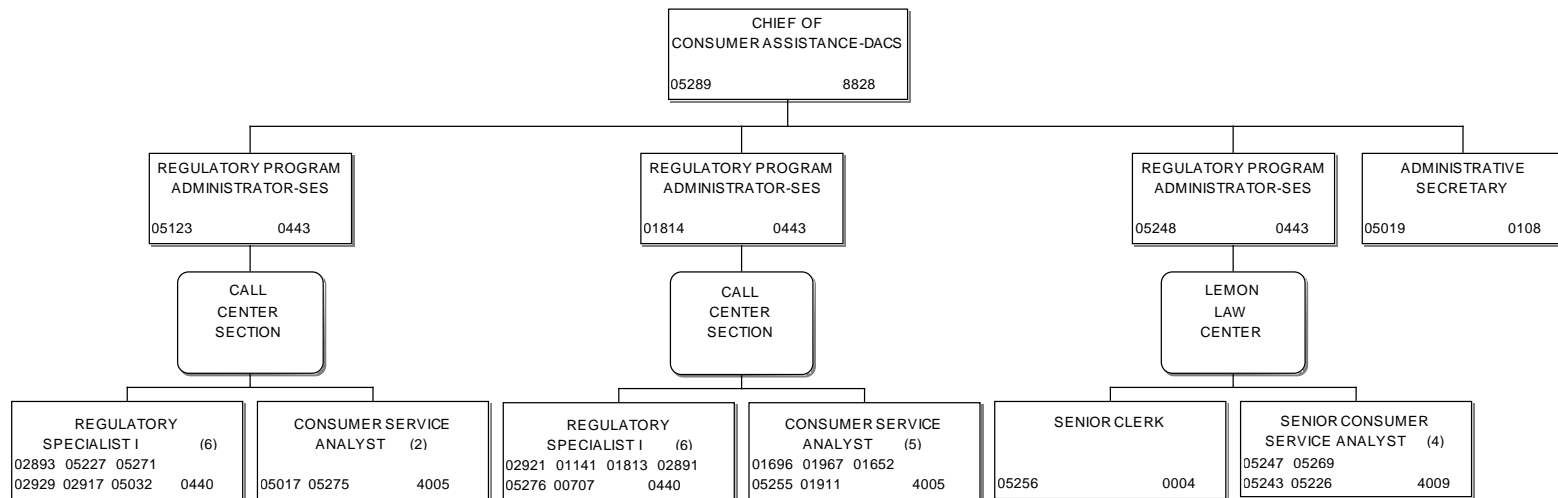 CHIEF OF
CONSUMER ASSISTANCE-DACS
05289 8828
REGULATORY PROGRAM
ADMINISTRATOR-SES
05123 0443
REGULATORY PROGRAM
ADMINISTRATOR-SES
01814 0443
REGULATORY PROGRAM
ADMINISTRATOR-SES
05248 0443
ADMINISTRATIVE
SECRETARY
05019 0108
CALL
CENTER
SECTION
CALL
CENTER
SECTION
LEMON
LAW
CENTER
REGULATORY
SPECIALIST I (6)
02893 05227 05271
02929 02917 05032 0440
CONSUMER SERVICE
ANALYST (2)
05017 05275 4005
REGULATORY
SPECIALIST I (6)
02921 01141 01813 02891
05276 00707 0440
CONSUMER SERVICE
ANALYST (5)
01696 01967 01652
05255 01911 4005
SENIOR CLERK
05256 0004
SENIOR CONSUMER
SERVICE ANALYST (4)
05247 05269
05243 05226 4009